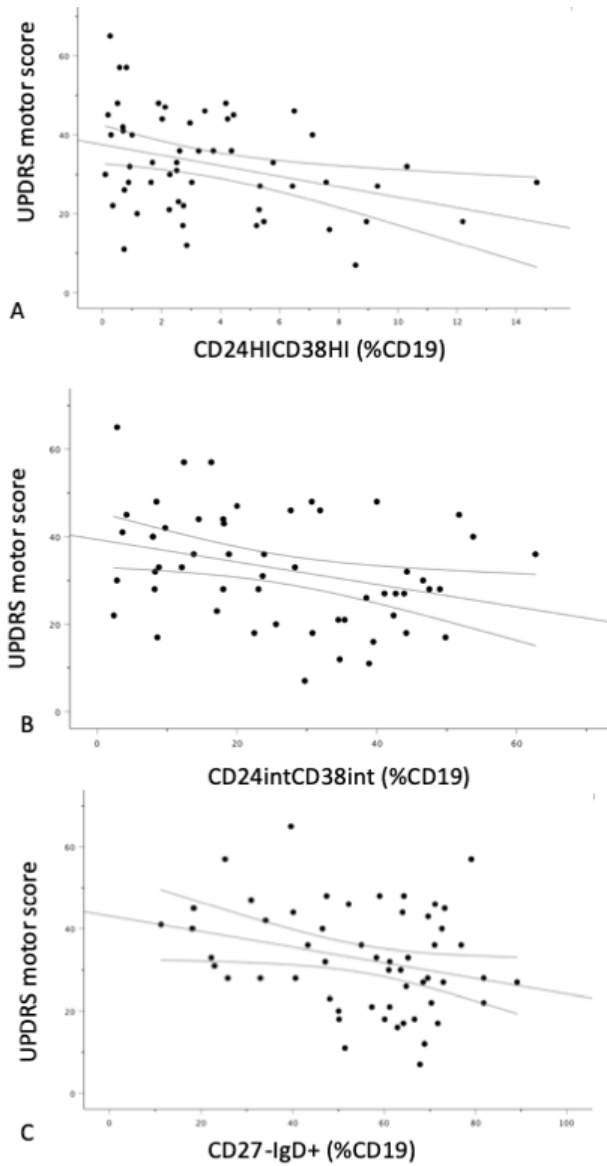 60
40
20
0
UPDRS motor score
0 2 4 6 8 10 12 14
A
CD24HICD38HI (%CD19)
60
40
20
0
UPDRS motor score
B
0 20 40 60
CD24intCD38int (%CD19)
60
40
20
0
UPDRS motor score
0 20 40 60 80 100
C
CD27-IgD+ (%CD19)